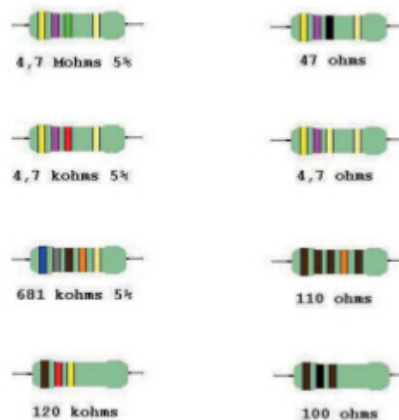 4,7 Mohms 5%
47 ohms
4,7 kohms 5%
4,7 ohms
681 kohms 5%
110 ohms
120 kohms
100 ohms